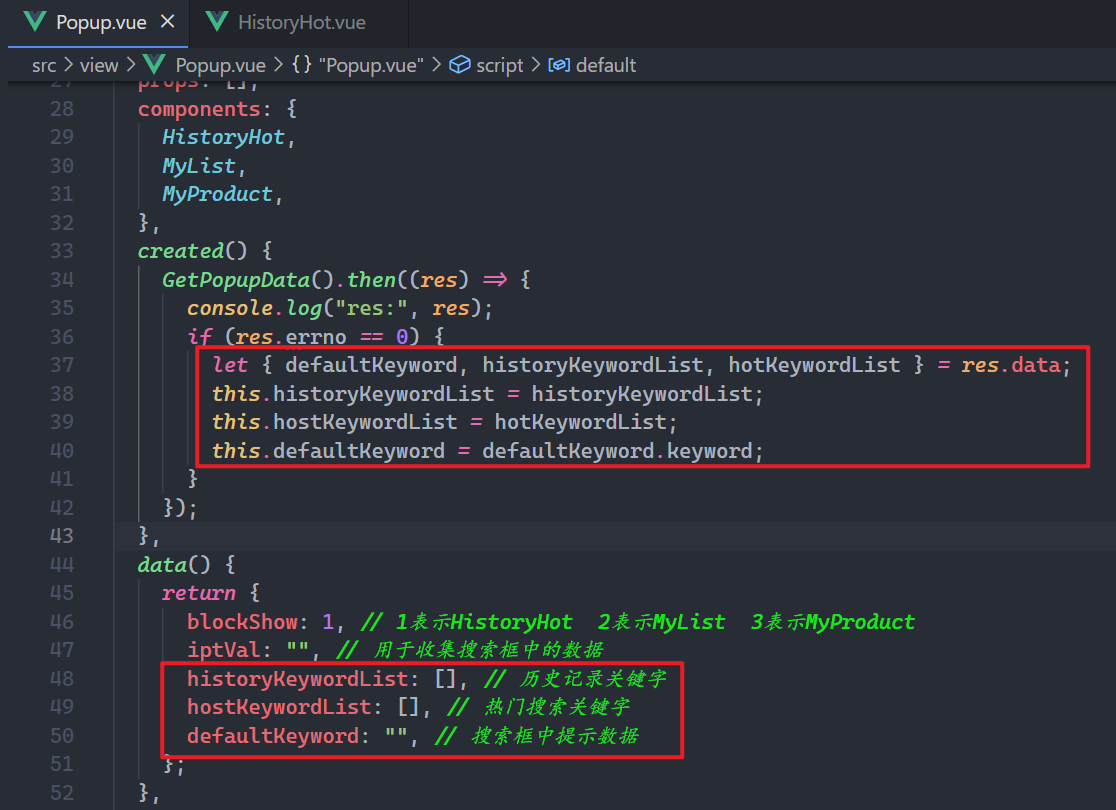 Popup.vue × HistoryHot.vue
src > view > Popup.vue > {} "Popup.vue" > script > default
27 props: [],
28 components: {
29 HistoryHot,
30 MyList,
31 MyProduct,
32 },
33 created() {
34 GetPopupData().then((res) => {
35 console.log("res:", res);
36 if (res.errno == 0) {
37 let { defaultKeyword, historyKeywordList, hotKeywordList } = res.data;
38 this.historyKeywordList = historyKeywordList;
39 this.hostKeywordList = hotKeywordList;
40 this.defaultKeyword = defaultKeyword.keyword;
41 }
42 });
43 },
44 data() {
45 return {
46 blockShow: 1, // 1表示HistoryHot 2表示MyList 3表示MyProduct
47 iptVal: "", // 用于收集搜索框中的数据
48 historyKeywordList: [], // 历史记录关键字
49 hostKeywordList: [], // 热门搜索关键字
50 defaultKeyword: "", // 搜索框中提示数据
51 };
52 },